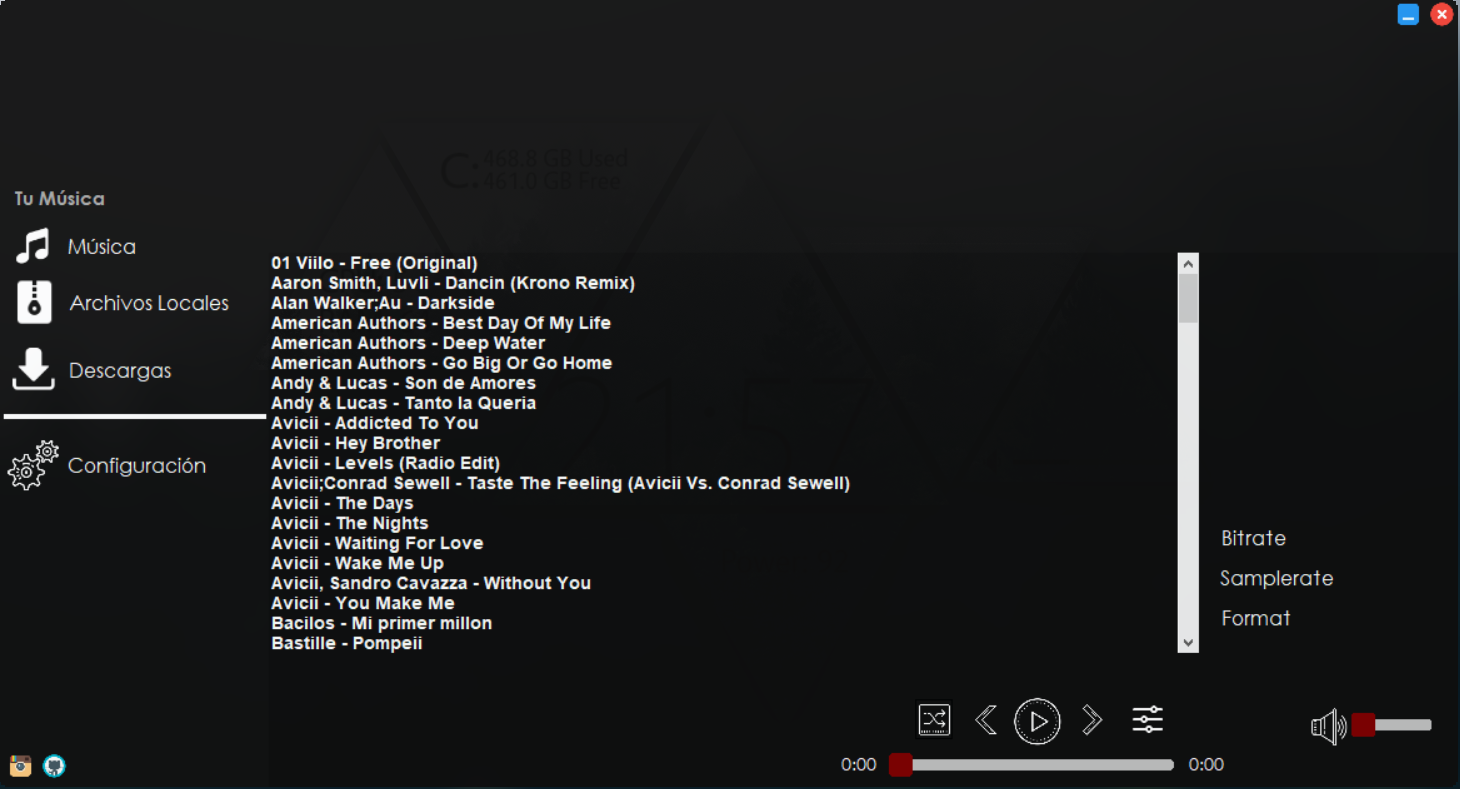 C: 468.8 GB Used
461.0 GB Free
Tu Música
Música
Archivos Locales
Descargas
Configuración
01 Viilo - Free (Original)
Aaron Smith, Luvli - Dancin (Krono Remix)
Alan Walker;Au - Darkside
American Authors - Best Day Of My Life
American Authors - Deep Water
American Authors - Go Big Or Go Home
Andy & Lucas - Son de Amores
Andy & Lucas - Tanto la Queria
Avicii - Addicted To You
Avicii - Hey Brother
Avicii - Levels (Radio Edit)
Avicii;Conrad Sewell - Taste The Feeling (Avicii Vs. Conrad Sewell)
Avicii - The Days
Avicii - The Nights
Avicii - Waiting For Love
Avicii - Wake Me Up
Avicii, Sandro Cavazza - Without You
Avicii - You Make Me
Bacilos - Mi primer millon
Bastille - Pompeii
Bitrate
Samplerate
Format
0:00
0:00